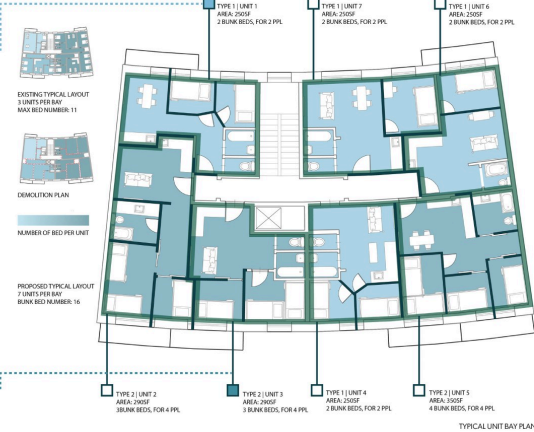 TYPE 1 | UNIT 1
AREA: 250SF
2 BUNK BEDS, FOR 2 PPL
TYPE 1 | UNIT 7
AREA: 250SF
2 BUNK BEDS, FOR 2 PPL
TYPE 1 | UNIT 6
AREA: 250SF
2 BUNK BEDS, FOR 2 PPL
EXISTING TYPICAL LAYOUT
3 UNITS PER BAY
MAX BED NUMBER: 11
DEMOLITION PLAN
NUMBER OF BED PER UNIT
PROPOSED TYPICAL LAYOUT
7 UNITS PER BAY
BUNK BED NUMBER: 16
TYPE 2 | UNIT 2
AREA: 290SF
3BUNK BEDS, FOR 4 PPL
TYPE 2 | UNIT 3
AREA: 290SF
3 BUNK BEDS, FOR 4 PPL
TYPE 1 | UNIT 4
AREA: 250SF
2 BUNK BEDS, FOR 2 PPL
TYPE 2 | UNIT 5
AREA: 350SF
4 BUNK BEDS, FOR 4 PPL
TYPICAL UNIT BAY PLAN